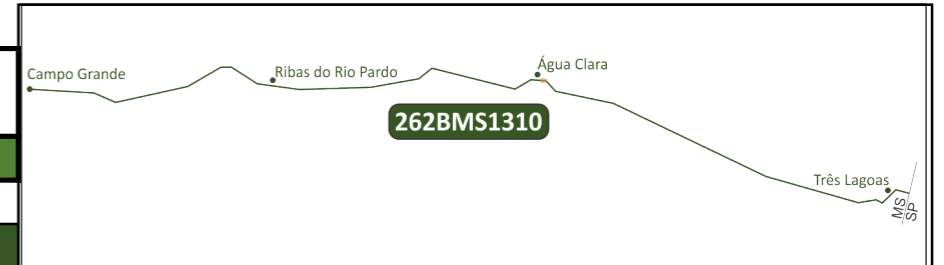 Campo Grande
Ribas do Rio Pardo
Água Clara
262BMS1310
Três Lagoas
MS
SP